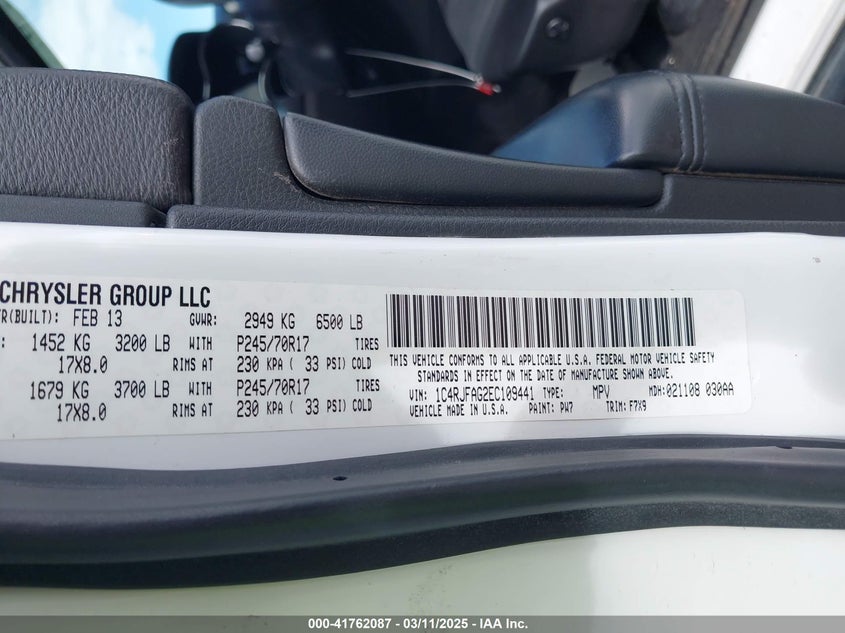 CHRYSLER GROUP LLC
TR(BUILT): FEB 13 GVWR: 2949 KG 6500 LB
: 1452 KG 3200 LB WITH P245/70R17 TIRES
17X8.0 RIMS AT 230 KPA ( 33 PSI) COLD
1679 KG 3700 LB WITH P245/70R17 TIRES
17X8.0 RIMS AT 230 KPA ( 33 PSI) COLD
THIS VEHICLE CONFORMS TO ALL APPLICABLE U.S.A. FEDERAL MOTOR VEHICLE SAFETY
STANDARDS IN EFFECT ON THE DATE OF MANUFACTURE SHOWN ABOVE.
VIN: 1C4RJFAG2EC109441 TYPE: MPV MDH:021108 030AA
VEHICLE MADE IN U.S.A. PAINT: PW7 TRIM: F7X9
000-41762087 - 03/11/2025 - IAA Inc.